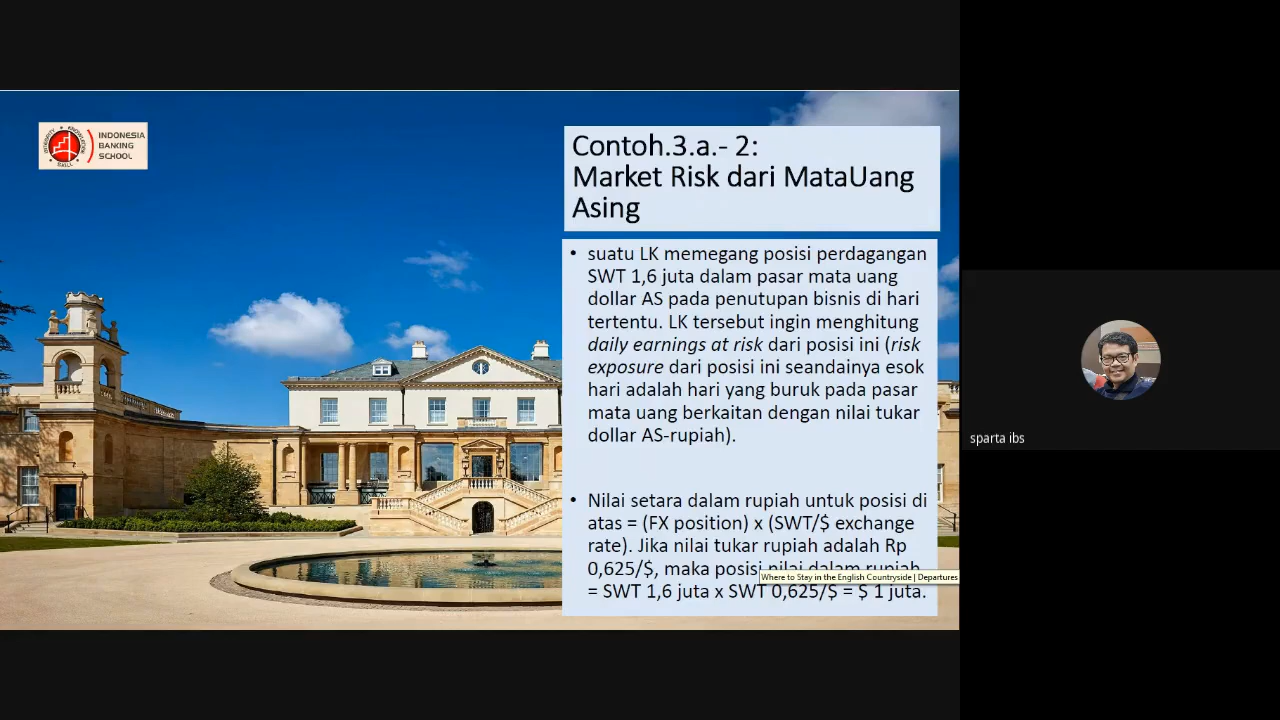 INDONESIA
BANKING
SCHOOL
Contoh.3.a.- 2:
Market Risk dari MataUang
Asing
• suatu LK memegang posisi perdagangan
SWT 1,6 juta dalam pasar mata uang
dollar AS pada penutupan bisnis di hari
tertentu. LK tersebut ingin menghitung
daily earnings at risk dari posisi ini (risk
exposure dari posisi ini seandainya esok
hari adalah hari yang buruk pada pasar
mata uang berkaitan dengan nilai tukar
dollar AS-rupiah).
• Nilai setara dalam rupiah untuk posisi di
atas = (FX position) x (SWT/$ exchange
rate). Jika nilai tukar rupiah adalah Rp
0,625/$, maka posisi nilai dalam rupiah
Where to Stay in the English Countryside | Departures
= SWT 1,6 juta x SWT 0,625/$ = $ 1 juta.
sparta ibs